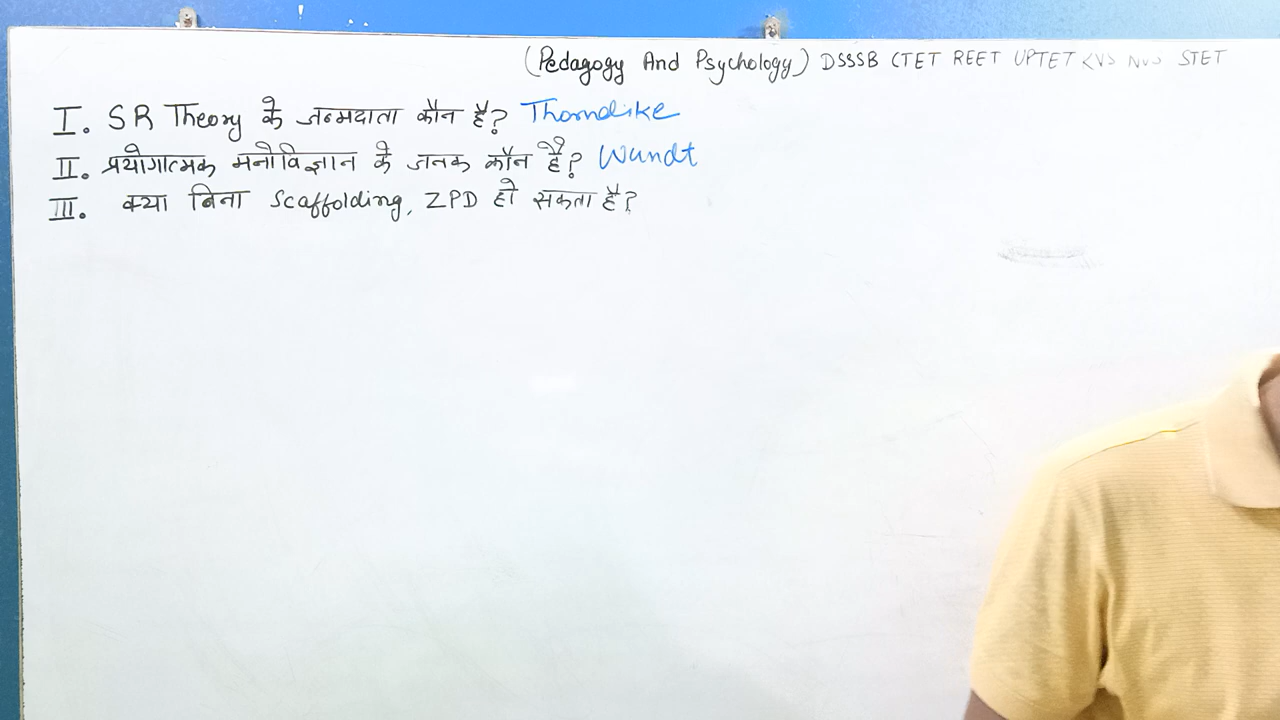 (Pedagogy And Psychology) DSSSB CTET REET UPTET KVS NVS STET
I. SR Theory के जन्मदाता कौन है? Thorndike
II. प्रयोगात्मक मनोविज्ञान के जनक कौन है? Wundt
III. क्या बिना Scaffolding, ZPD हो सकता है?